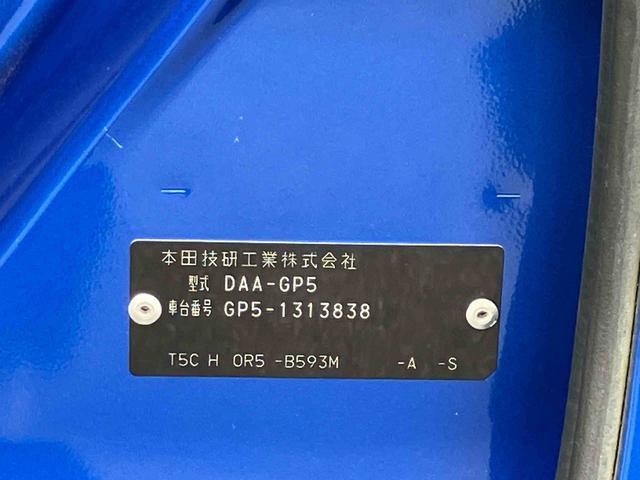 本田技研工業株式会社
型式 DAA-GP5
車台番号 GP5-1313838
T5C H 0R5 -B593M -A -S